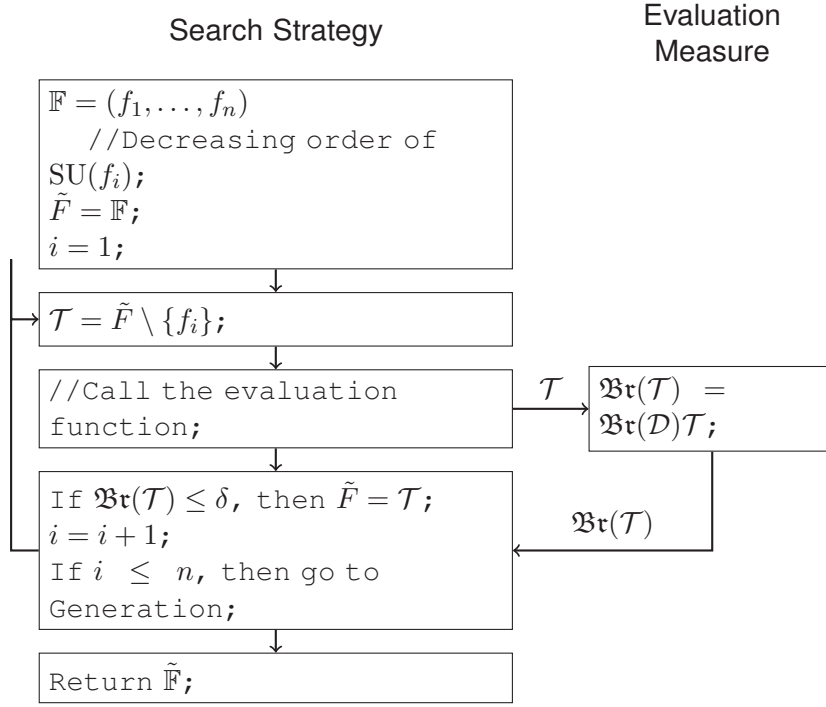 Search Strategy
Evaluation
Measure
𝔽 = (f₁, …, fₙ)
//Decreasing order of
SU(fᵢ);
F̃ = 𝔽;
i = 1;
𝒯 = F̃ \ {fᵢ};
//Call the evaluation
function;
𝒯
𝔅𝔯(𝒯) =
𝔅𝔯(𝒟)𝒯;
If 𝔅𝔯(𝒯) ≤ δ, then F̃ = 𝒯;
i = i + 1;
If i ≤ n, then go to
Generation;
𝔅𝔯(𝒯)
Return 𝔽̃;